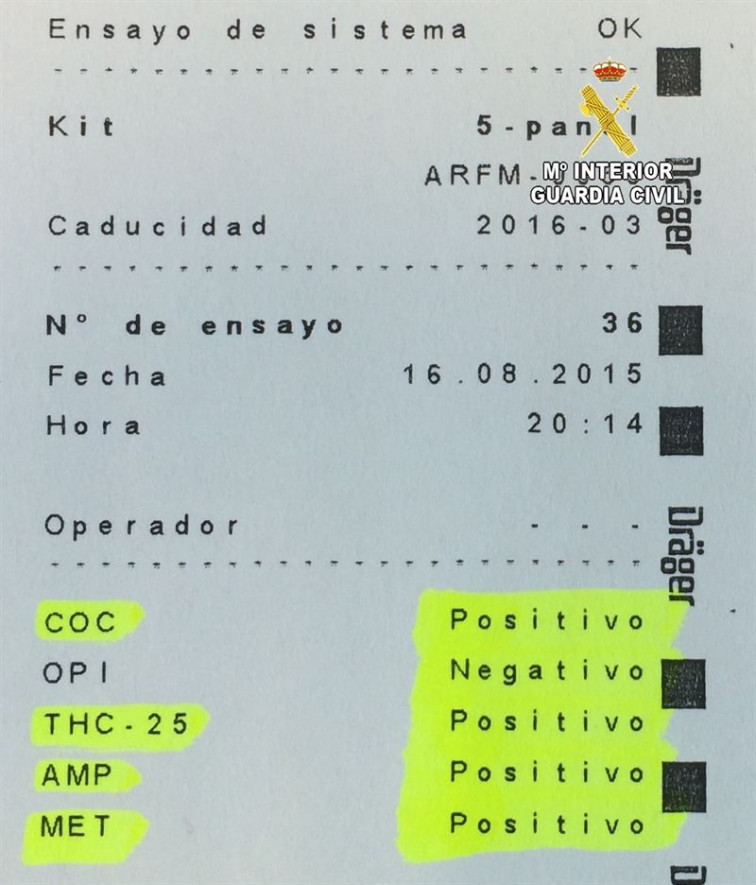 Ensayo de sistema OK
Kit 5-panel
ARFM-
Mº INTERIOR
GUARDIA CIVIL
Caducidad 2016-03
Nº de ensayo 36
Fecha 16.08.2015
Hora 20:14
Operador - - -
COC Positivo
OPI Negativo
THC-25 Positivo
AMP Positivo
MET Positivo
Dräger
Dräger